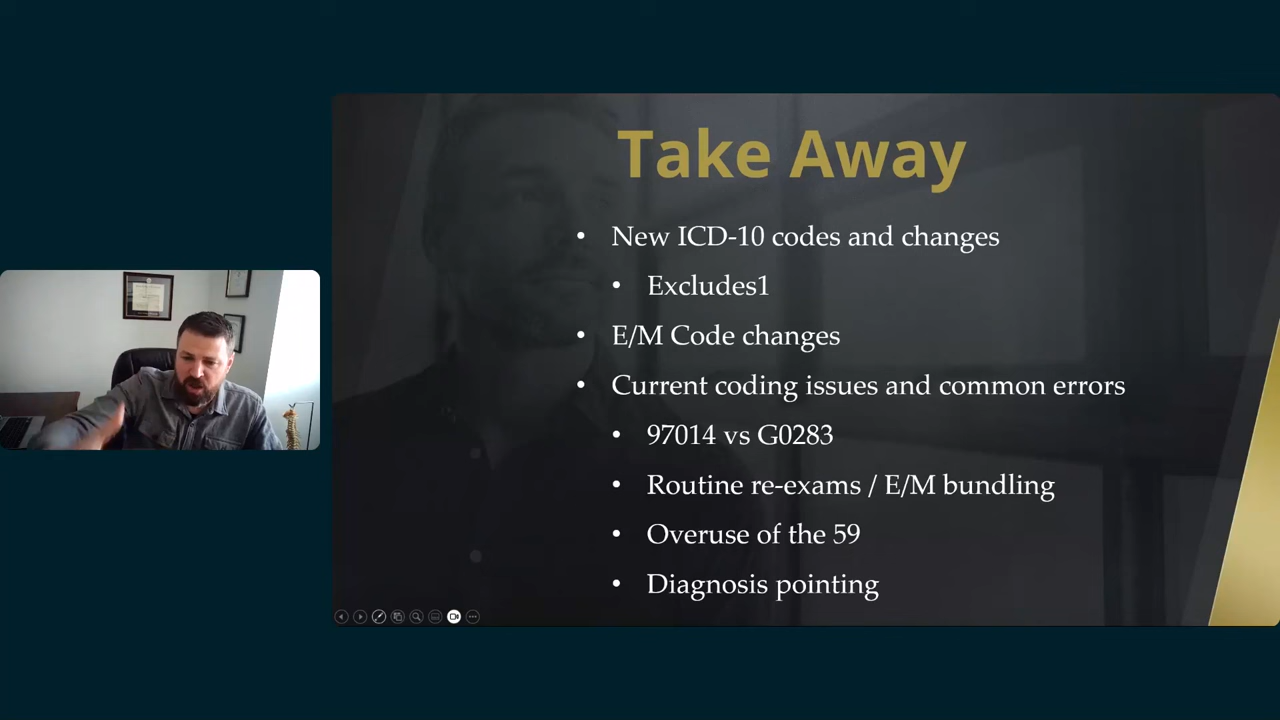 Take Away
• New ICD-10 codes and changes
• Excludes1
• E/M Code changes
• Current coding issues and common errors
• 97014 vs G0283
• Routine re-exams / E/M bundling
• Overuse of the 59
• Diagnosis pointing